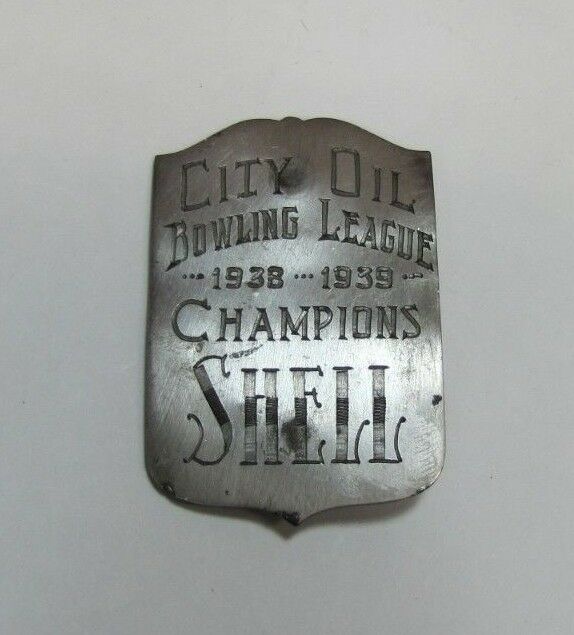 CITY OIL
BOWLING LEAGUE
··· 1938 ··· 1939 ···
CHAMPIONS
SHELL